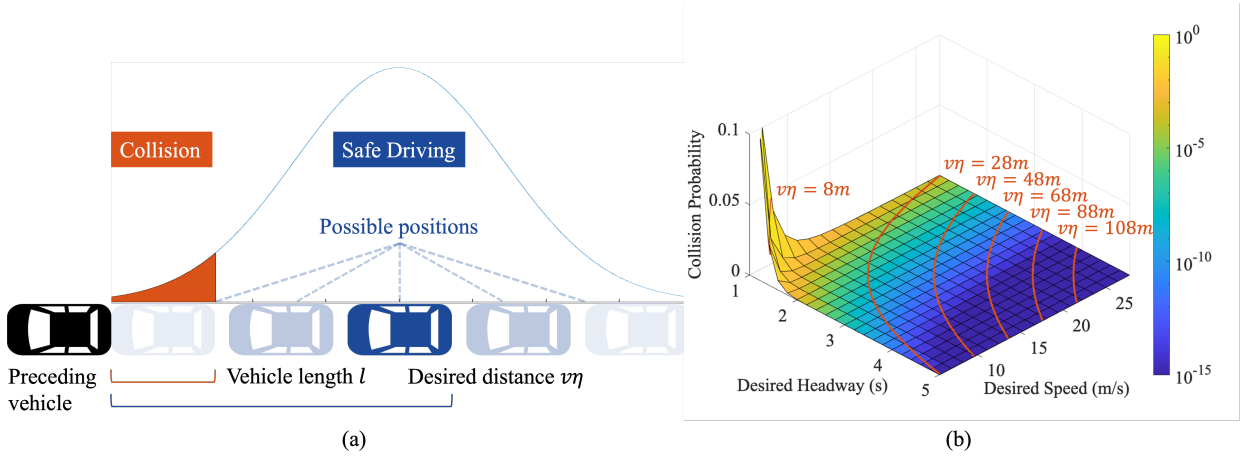 Collision
Safe Driving
Possible positions
Preceding
vehicle
Vehicle length l
Desired distance vη
(a)
0.1
0.05
0
Collision Probability
vη = 8m
vη = 28m
vη = 48m
vη = 68m
vη = 88m
vη = 108m
1
2
3
4
5
Desired Headway (s)
10
15
20
25
Desired Speed (m/s)
10⁰
10⁻⁵
10⁻¹⁰
10⁻¹⁵
(b)